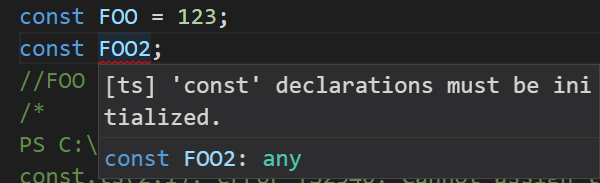 const FOO = 123;
const FOO2;
//FOO
[ts] 'const' declarations must be ini
tialized.
/*
PS C:\
const FOO2: any